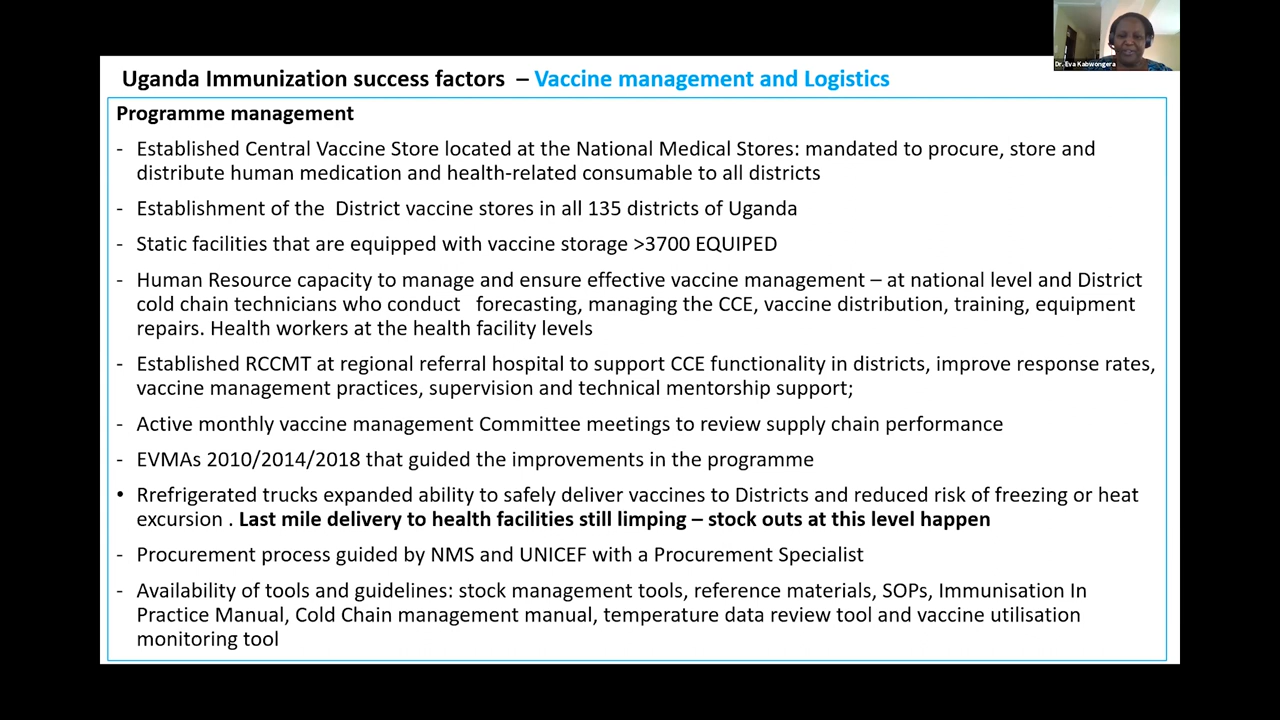 Dr. Eva Kabwongera
Uganda Immunization success factors – Vaccine management and Logistics
Programme management
- Established Central Vaccine Store located at the National Medical Stores: mandated to procure, store and
distribute human medication and health-related consumable to all districts
- Establishment of the District vaccine stores in all 135 districts of Uganda
- Static facilities that are equipped with vaccine storage >3700 EQUIPED
- Human Resource capacity to manage and ensure effective vaccine management – at national level and District
cold chain technicians who conduct forecasting, managing the CCE, vaccine distribution, training, equipment
repairs. Health workers at the health facility levels
- Established RCCMT at regional referral hospital to support CCE functionality in districts, improve response rates,
vaccine management practices, supervision and technical mentorship support;
- Active monthly vaccine management Committee meetings to review supply chain performance
- EVMAs 2010/2014/2018 that guided the improvements in the programme
• Rrefrigerated trucks expanded ability to safely deliver vaccines to Districts and reduced risk of freezing or heat
excursion . Last mile delivery to health facilities still limping – stock outs at this level happen
- Procurement process guided by NMS and UNICEF with a Procurement Specialist
- Availability of tools and guidelines: stock management tools, reference materials, SOPs, Immunisation In
Practice Manual, Cold Chain management manual, temperature data review tool and vaccine utilisation
monitoring tool